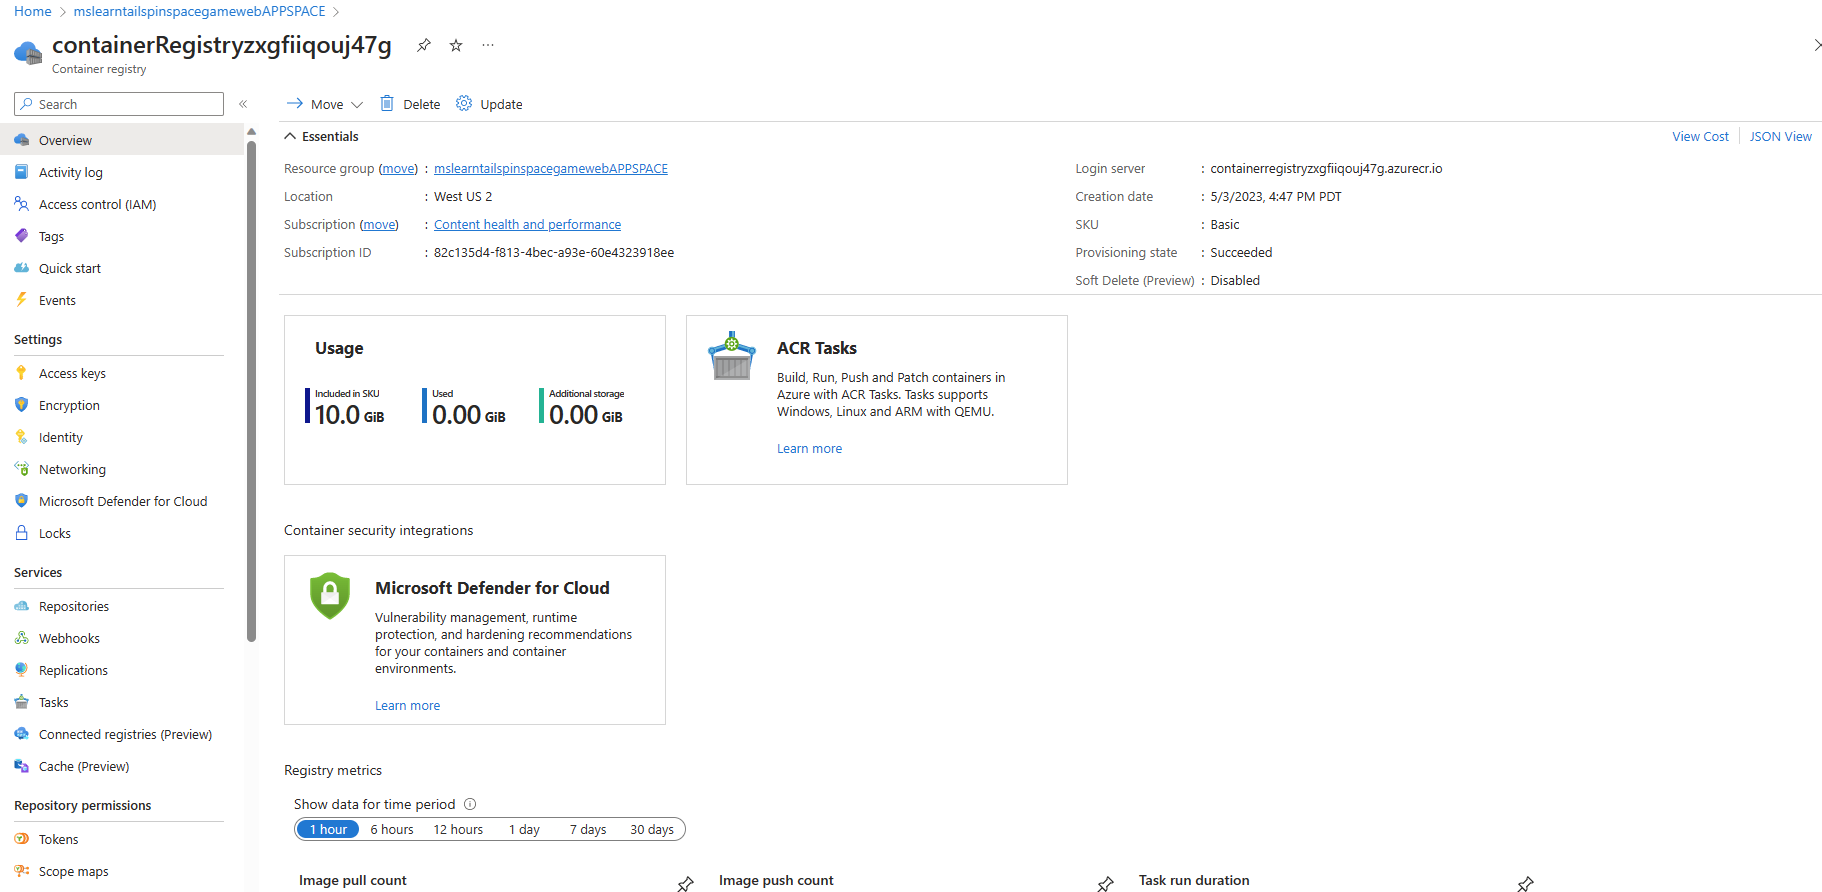 Home > mslearntailspinspacegamewebAPPSPACE >
containerRegistryzxgfiiqouj47g
Container registry
Search
Overview
Activity log
Access control (IAM)
Tags
Quick start
Events
Settings
Access keys
Encryption
Identity
Networking
Microsoft Defender for Cloud
Locks
Services
Repositories
Webhooks
Replications
Tasks
Connected registries (Preview)
Cache (Preview)
Repository permissions
Tokens
Scope maps
Move Delete Update
Essentials
View Cost JSON View
Resource group (move) : mslearntailspinspacegamewebAPPSPACE
Location : West US 2
Subscription (move) : Content health and performance
Subscription ID : 82c135d4-f813-4bec-a93e-60e4323918ee
Login server : containerregistryzxgfiiqouj47g.azurecr.io
Creation date : 5/3/2023, 4:47 PM PDT
SKU : Basic
Provisioning state : Succeeded
Soft Delete (Preview) : Disabled
Usage
Included in SKU
10.0 GiB
Used
0.00 GiB
Additional storage
0.00 GiB
ACR Tasks
Build, Run, Push and Patch containers in
Azure with ACR Tasks. Tasks supports
Windows, Linux and ARM with QEMU.
Learn more
Container security integrations
Microsoft Defender for Cloud
Vulnerability management, runtime
protection, and hardening recommendations
for your containers and container
environments.
Learn more
Registry metrics
Show data for time period
1 hour 6 hours 12 hours 1 day 7 days 30 days
Image pull count
Image push count
Task run duration